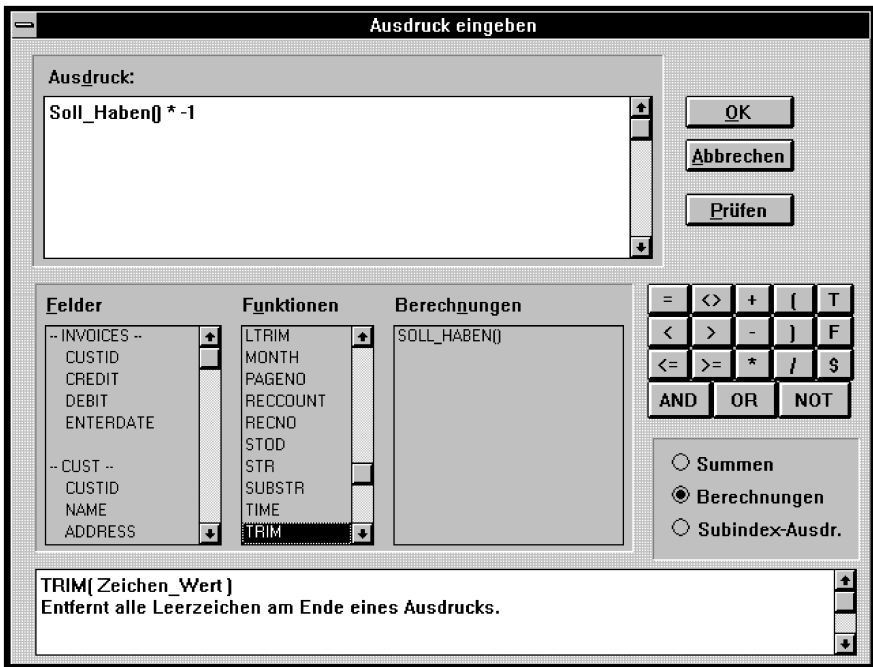 Ausdruck eingeben
Ausdruck:
Soll_Haben() * -1
OK
Abbrechen
Prüfen
Felder
-- INVOICES --
CUSTID
CREDIT
DEBIT
ENTERDATE
-- CUST --
CUSTID
NAME
ADDRESS
Funktionen
LTRIM
MONTH
PAGENO
RECCOUNT
RECNO
STOD
STR
SUBSTR
TIME
TRIM
Berechnungen
SOLL_HABEN()
= <> + ( T
< > - ) F
<= >= * / $
AND OR NOT
Summen
Berechnungen
Subindex-Ausdr.
TRIM( Zeichen_Wert )
Entfernt alle Leerzeichen am Ende eines Ausdrucks.